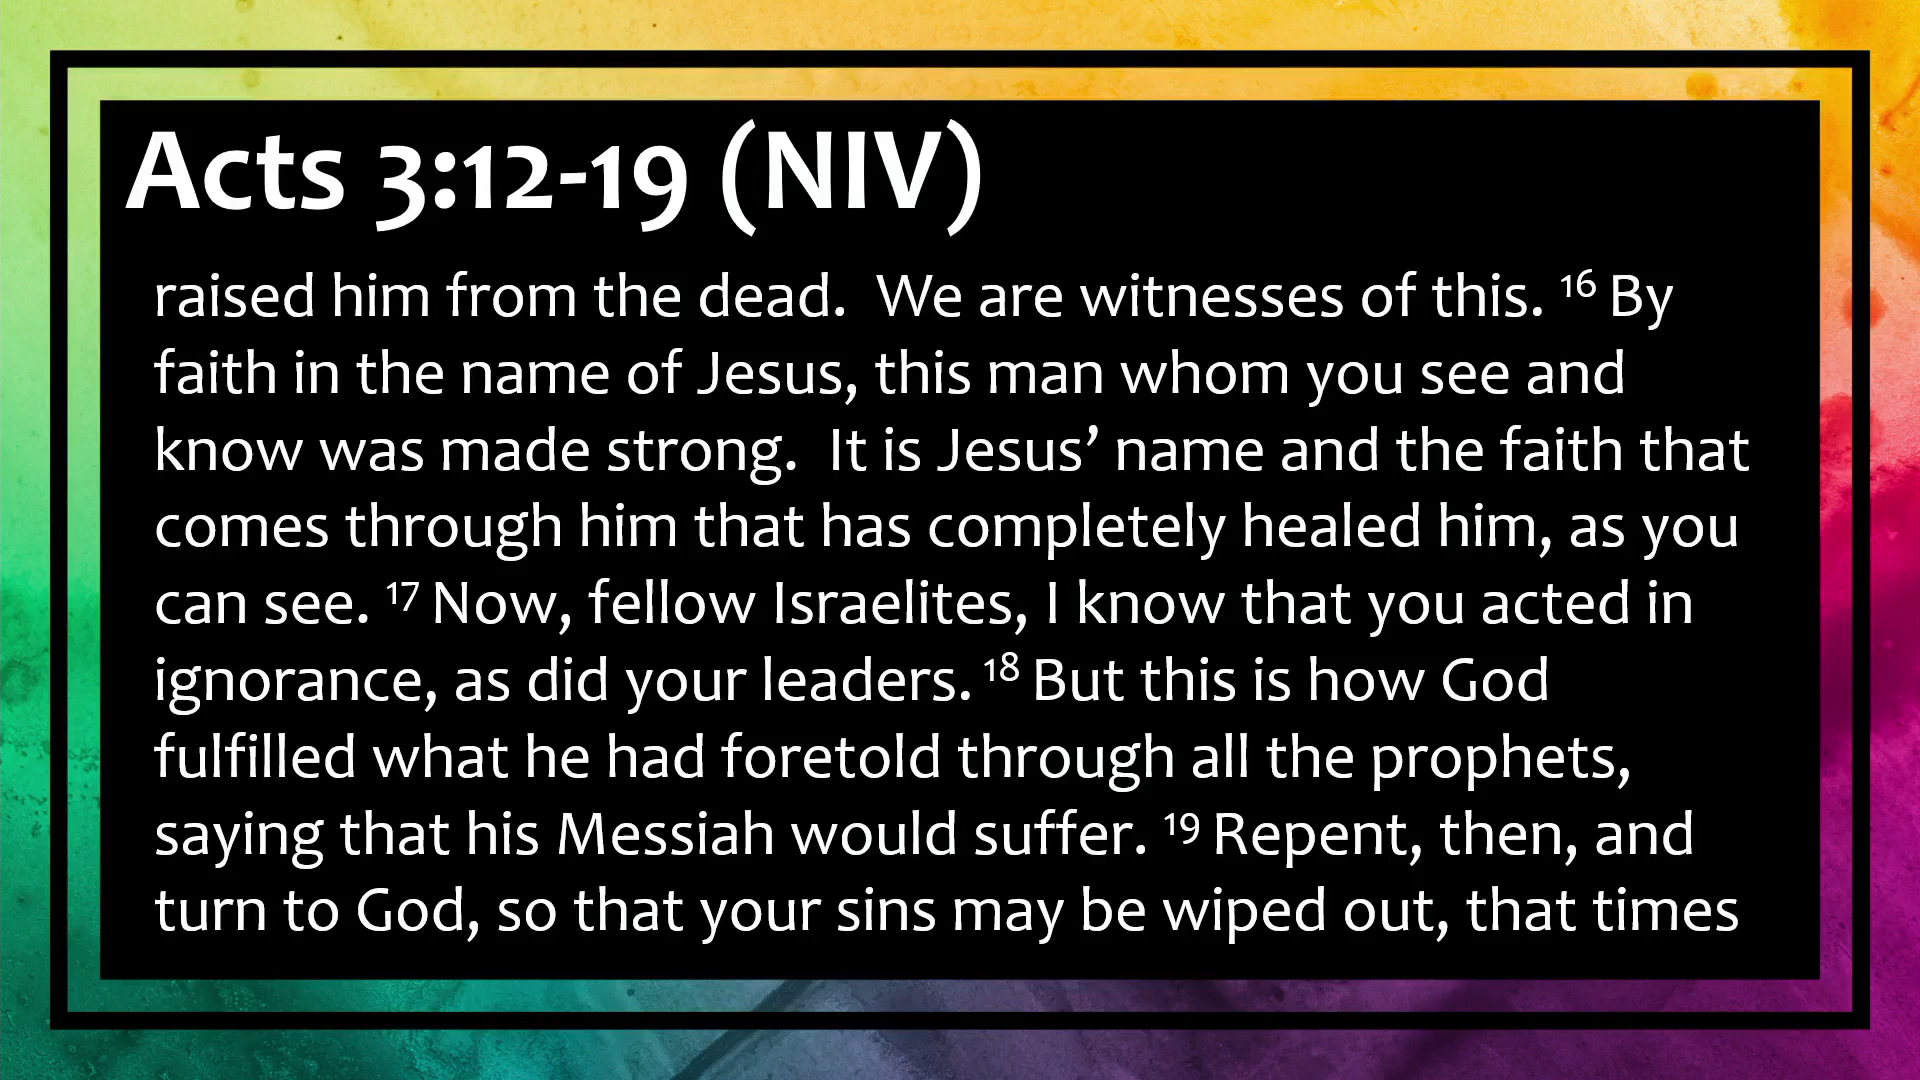 Acts 3:12-19 (NIV)
raised him from the dead.  We are witnesses of this. ¹⁶ By
faith in the name of Jesus, this man whom you see and
know was made strong.  It is Jesus’ name and the faith that
comes through him that has completely healed him, as you
can see. ¹⁷ Now, fellow Israelites, I know that you acted in
ignorance, as did your leaders. ¹⁸ But this is how God
fulfilled what he had foretold through all the prophets,
saying that his Messiah would suffer. ¹⁹ Repent, then, and
turn to God, so that your sins may be wiped out, that times